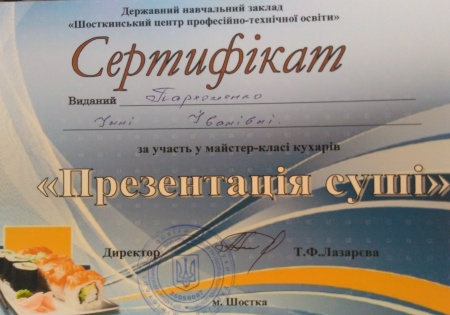 Державний навчальний заклад
«Шосткинський центр професійно-технічної освіти»
Сертифікат
Виданий Пархоменко
Інні Іванівні.
за участь у майстер-класі кухарів
«Презентація суші»
Директор Т.Ф.Лазарєва
м. Шостка